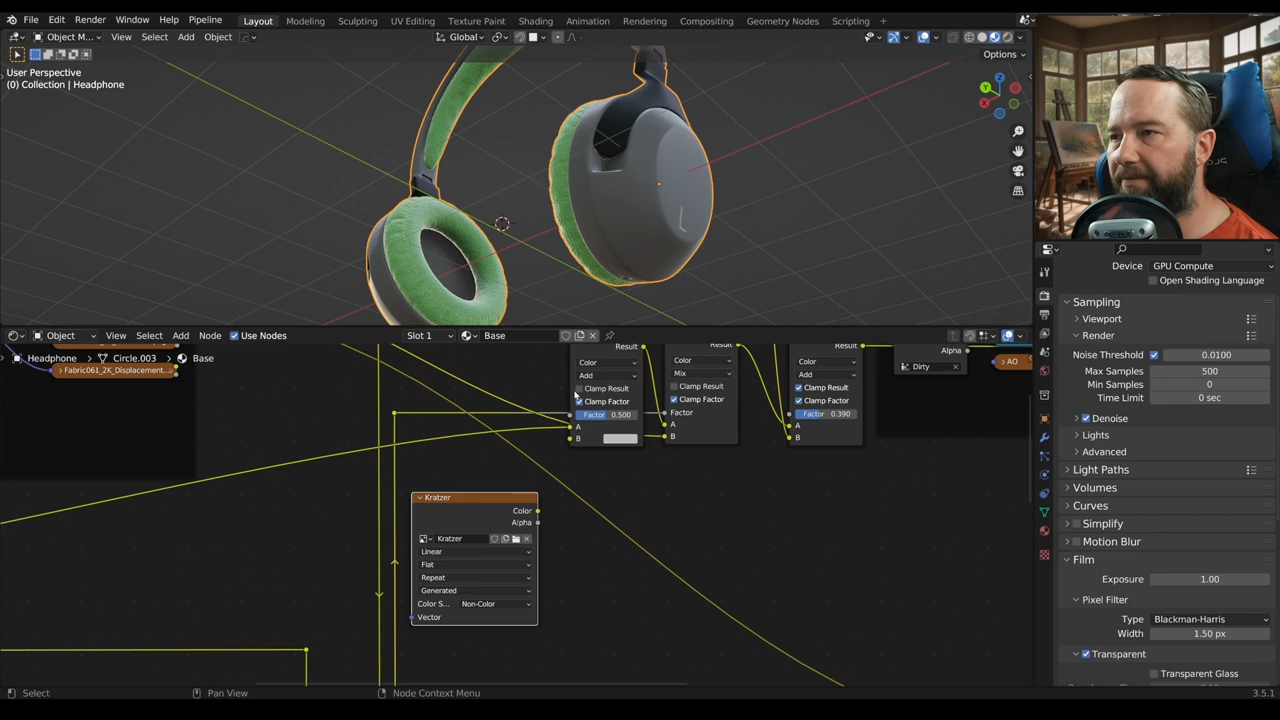 File Edit Render Window Help Pipeline Layout Modeling Sculpting UV Editing Texture Paint Shading Animation Rendering Compositing Geometry Nodes Scripting +
Object M... View Select Add Object Global
Options
User Perspective
(0) Collection | Headphone
Z
Y
X
Object View Select Add Node Use Nodes Slot 1 Base
Headphone > Circle.003 > Base
Fabric061_2K_Displacement...
Result
Color
Add
Clamp Result
Clamp Factor
Factor 0.500
A
B
Result
Color
Mix
Clamp Result
Clamp Factor
Factor
A
B
Result
Color
Add
Clamp Result
Clamp Factor
Factor 0.390
A
B
Alpha
Dirty
AO
Kratzer
Color
Alpha
Kratzer
Linear
Flat
Repeat
Generated
Color S... Non-Color
Vector
Device GPU Compute
Open Shading Language
Sampling
Viewport
Render
Noise Threshold 0.0100
Max Samples 500
Min Samples 0
Time Limit 0 sec
Denoise
Lights
Advanced
Light Paths
Volumes
Curves
Simplify
Motion Blur
Film
Exposure 1.00
Pixel Filter
Type Blackman-Harris
Width 1.50 px
Transparent
Transparent Glass
Select Pan View Node Context Menu 3.5.1